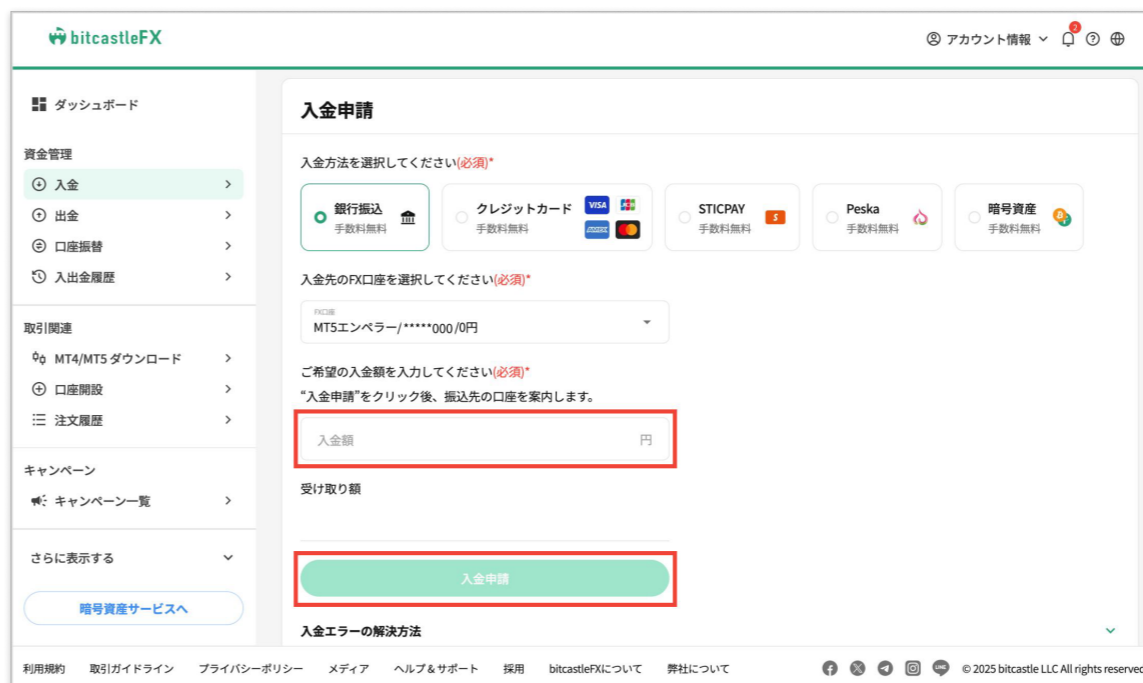 bitcastleFX
アカウント情報
2
ダッシュボード
資金管理
入金
出金
口座振替
入出金履歴
取引関連
MT4/MT5 ダウンロード
口座開設
注文履歴
キャンペーン
キャンペーン一覧
さらに表示する
暗号資産サービスへ
入金申請
入金方法を選択してください(必須)*
銀行振込
手数料無料
クレジットカード
手数料無料
VISA
JCB
STICPAY
手数料無料
S
Peska
手数料無料
暗号資産
手数料無料
入金先のFX口座を選択してください(必須)*
FX口座
MT5エンペラー/*****000/0円
ご希望の入金額を入力してください(必須)*
“入金申請”をクリック後、振込先の口座を案内します。
入金額 円
受け取り額
入金申請
入金エラーの解決方法
利用規約 取引ガイドライン プライバシーポリシー メディア ヘルプ＆サポート 採用 bitcastleFXについて 弊社について
LINE
© 2025 bitcastle LLC All rights reserved